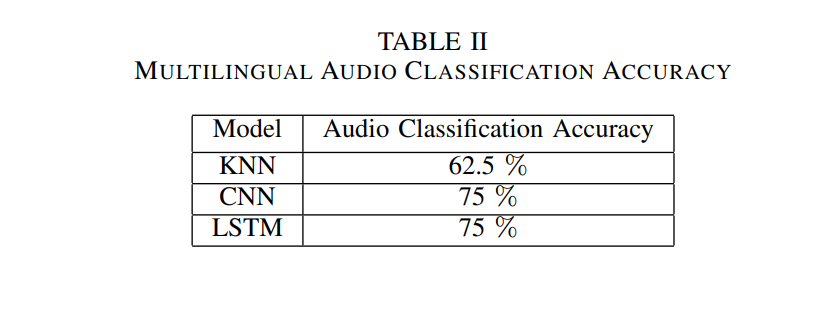 TABLE II
MULTILINGUAL AUDIO CLASSIFICATION ACCURACY
Model Audio Classification Accuracy
KNN 62.5 %
CNN 75 %
LSTM 75 %